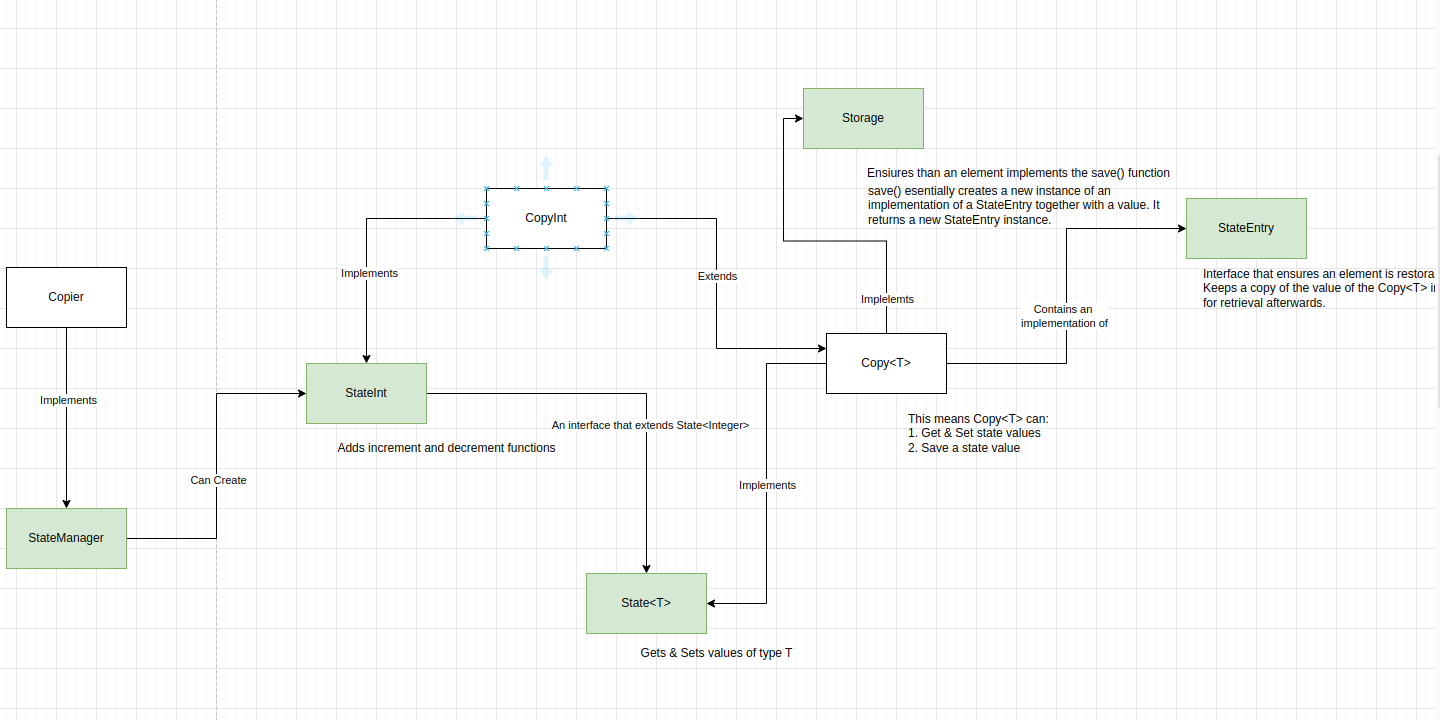 Storage
Ensiures than an element implements the save() function
save() esentially creates a new instance of an
implementation of a StateEntry together with a value. It
returns a new StateEntry instance.
CopyInt
StateEntry
Implements
Extends
Interface that ensures an element is restora
Keeps a copy of the value of the Copy<T> i
for retrieval afterwards.
Copier
Implelemts
Contains an
implementation of
Copy<T>
StateInt
Implements
An interface that extends State<Integer>
This means Copy<T> can:
1. Get & Set state values
2. Save a state value
Adds increment and decrement functions
Can Create
Implements
StateManager
State<T>
Gets & Sets values of type T